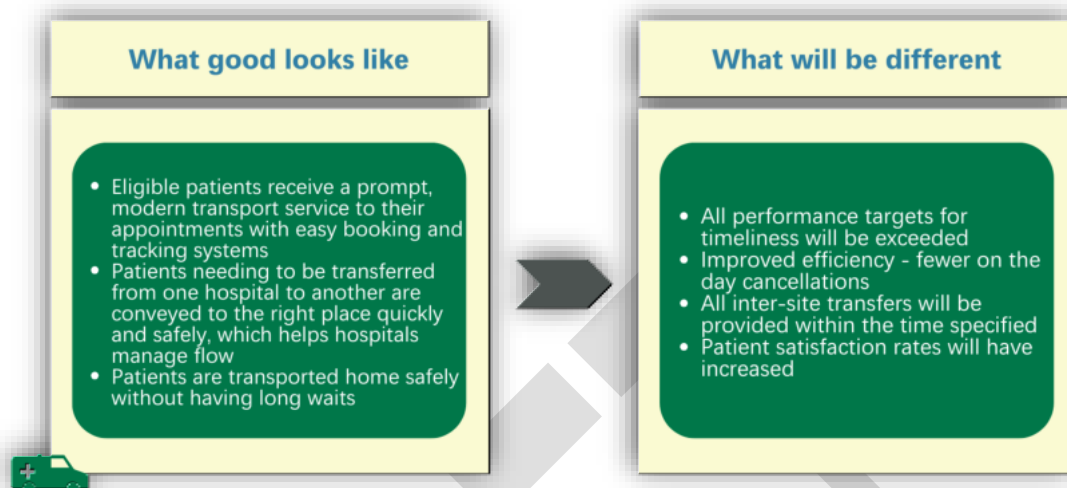 What good looks like
• Eligible patients receive a prompt,
modern transport service to their
appointments with easy booking and
tracking systems
• Patients needing to be transferred
from one hospital to another are
conveyed to the right place quickly
and safely, which helps hospitals
manage flow
• Patients are transported home safely
without having long waits
What will be different
• All performance targets for
timeliness will be exceeded
• Improved efficiency - fewer on the
day cancellations
• All inter-site transfers will be
provided within the time specified
• Patient satisfaction rates will have
increased